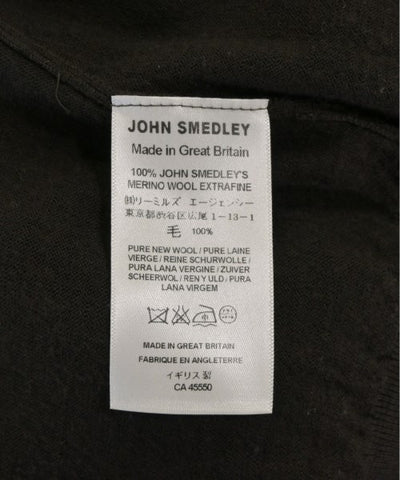 JOHN SMEDLEY
Made in Great Britain
100% JOHN SMEDLEY'S
MERINO WOOL EXTRAFINE
㈱リーミルズ エージェンシー
東京都渋谷区広尾1-13-1
毛 100%
PURE NEW WOOL / PURE LAINE
VIERGE / REINE SCHURWOLLE /
PURA LANA VERGINE / ZUIVER
SCHEERWOL / REN Y ULD / PURA
LANA VIRGEM
MADE IN GREAT BRITAIN
FABRIQUE EN ANGLETERRE
イギリス製
CA 45550